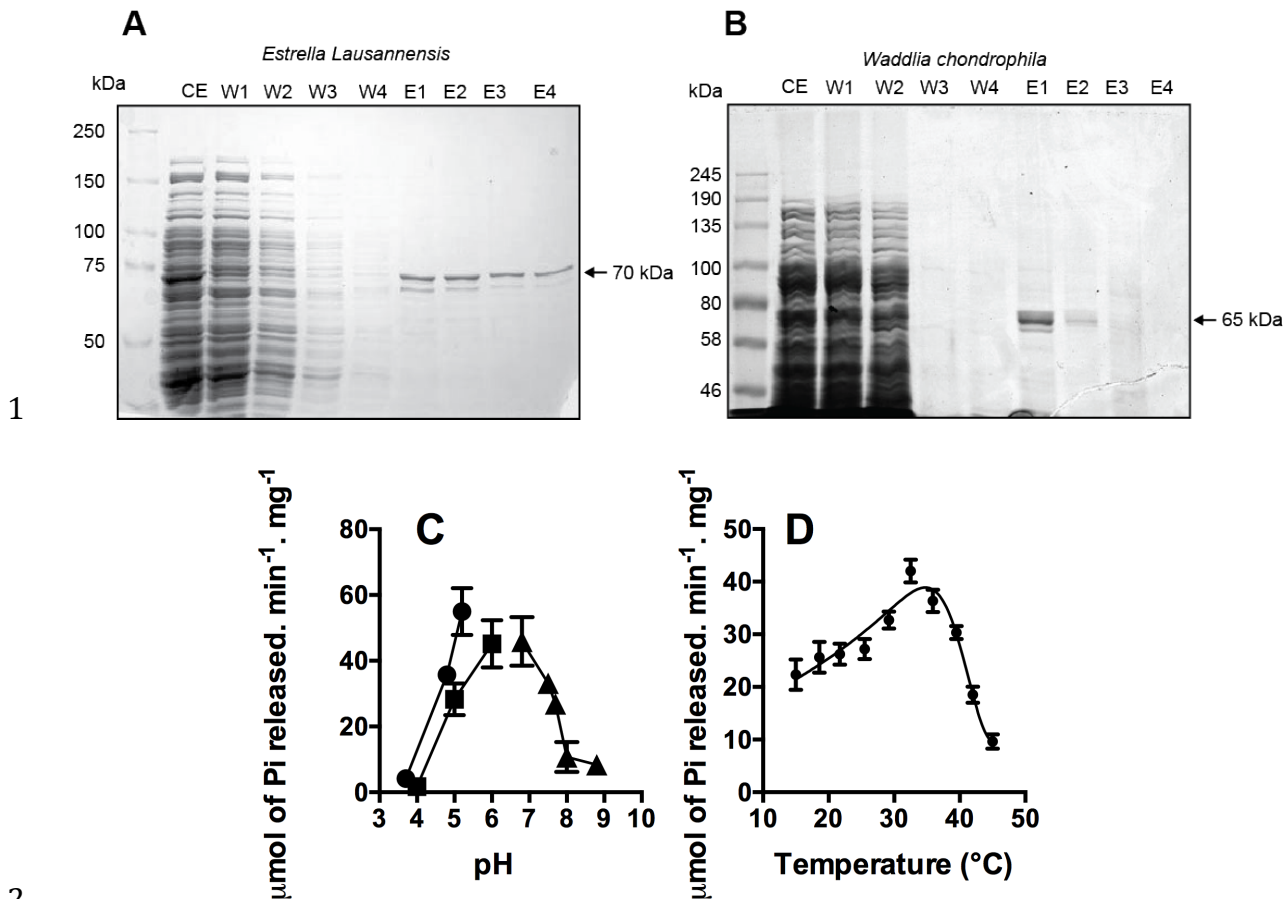 A
Estrella Lausannensis
kDa
CE W1 W2 W3 W4 E1 E2 E3 E4
250
150
100
75
50
← 70 kDa
B
Waddlia chondrophila
kDa
CE W1 W2 W3 W4 E1 E2 E3 E4
245
190
135
100
80
58
46
← 65 kDa
1
C
µmol of Pi released. min-1. mg-1
80
60
40
20
0
3 4 5 6 7 8 9 10
pH
D
µmol of Pi released. min-1. mg-1
50
40
30
20
10
0
10 20 30 40 50
Temperature (°C)
2